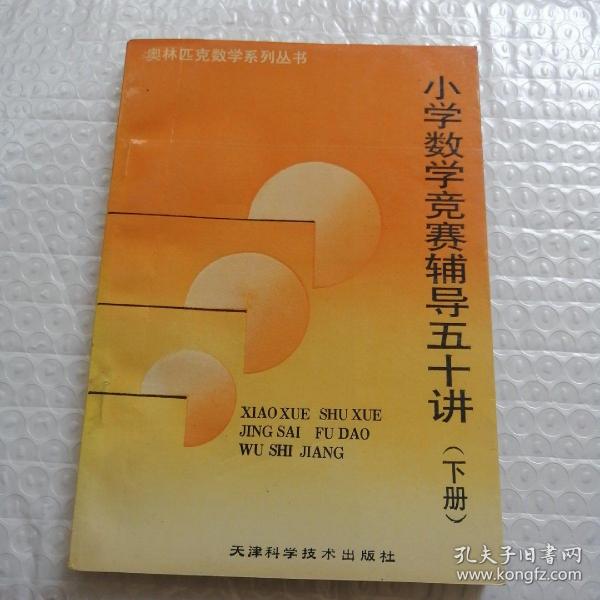 奥林匹克数学系列丛书
小学数学竞赛辅导五十讲
(下册)
XIAO XUE SHU XUE
JING SAI FU DAO
WU SHI JIANG
天津科学技术出版社
孔夫子旧书网
www.kongfz.com